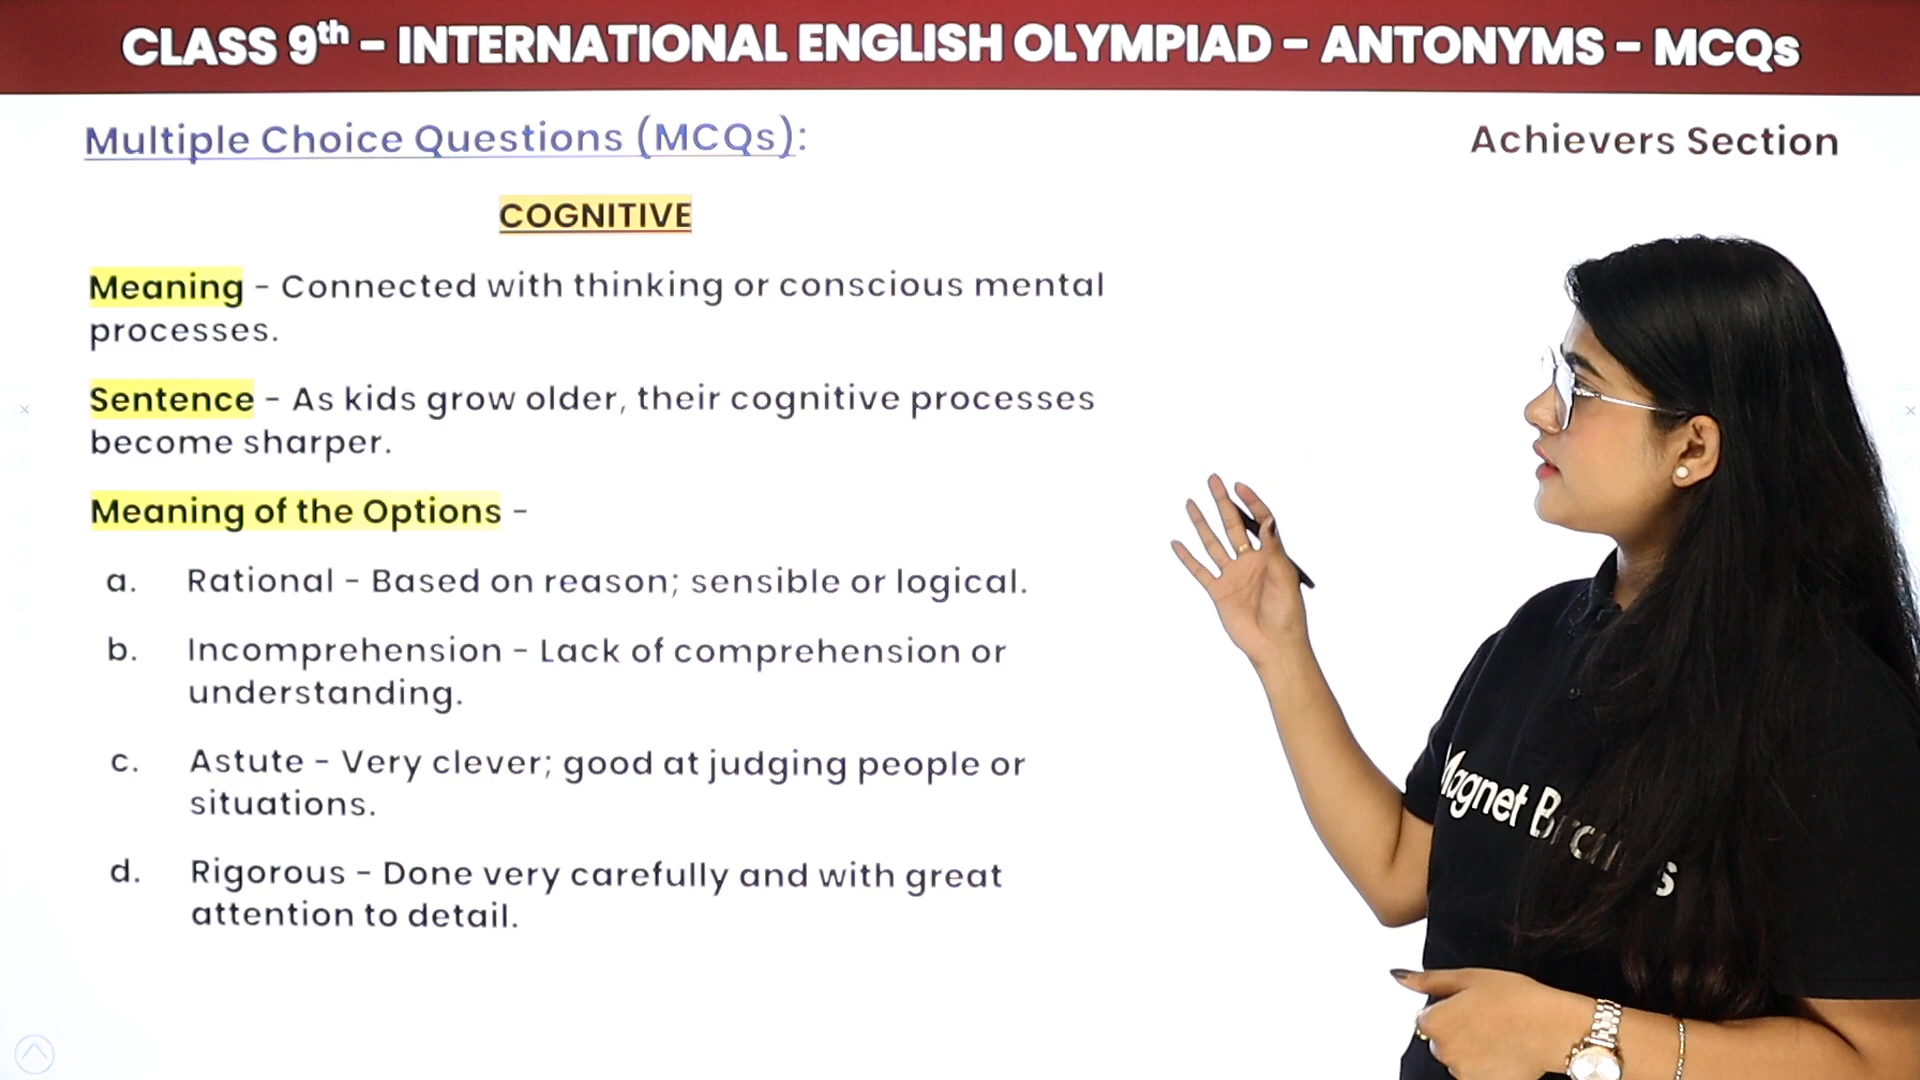 CLASS 9th - INTERNATIONAL ENGLISH OLYMPIAD - ANTONYMS - MCQs
Multiple Choice Questions (MCQs):
Achievers Section
COGNITIVE
Meaning - Connected with thinking or conscious mental
processes.
Sentence - As kids grow older, their cognitive processes
become sharper.
Meaning of the Options -
a. Rational - Based on reason; sensible or logical.
b. Incomprehension - Lack of comprehension or
understanding.
c. Astute - Very clever; good at judging people or
situations.
d. Rigorous - Done very carefully and with great
attention to detail.
Magnet Brains